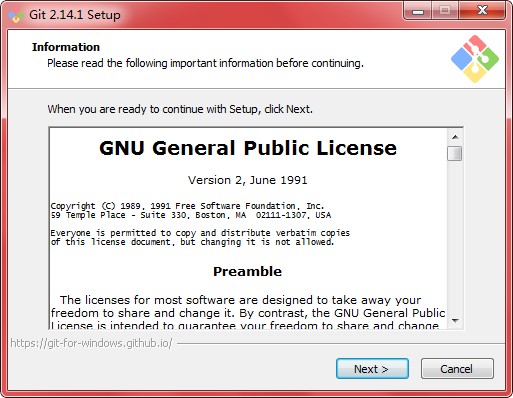 Git 2.14.1 Setup
Information
Please read the following important information before continuing.
When you are ready to continue with Setup, click Next.
GNU General Public License
Version 2, June 1991
Copyright (C) 1989, 1991 Free Software Foundation, Inc.
59 Temple Place - Suite 330, Boston, MA  02111-1307, USA
Everyone is permitted to copy and distribute verbatim copies
of this license document, but changing it is not allowed.
Preamble
The licenses for most software are designed to take away your
freedom to share and change it. By contrast, the GNU General Public
License is intended to guarantee your freedom to share and change
https://git-for-windows.github.io/
Next >
Cancel